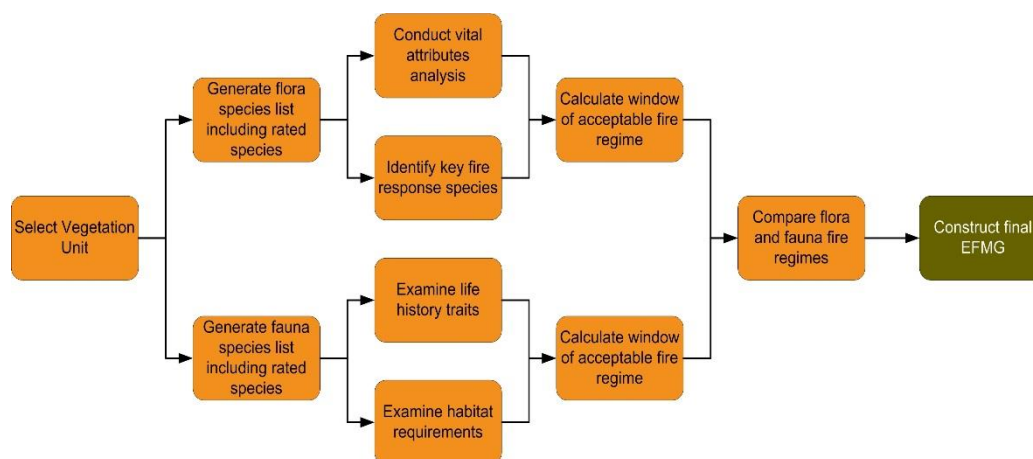 Select Vegetation
Unit
Generate flora
species list
including rated
species
Conduct vital
attributes
analysis
Identify key fire
response species
Calculate window
of acceptable fire
regime
Generate fauna
species list
including rated
species
Examine life
history traits
Examine habitat
requirements
Calculate window
of acceptable fire
regime
Compare flora
and fauna fire
regimes
Construct final
EFMG